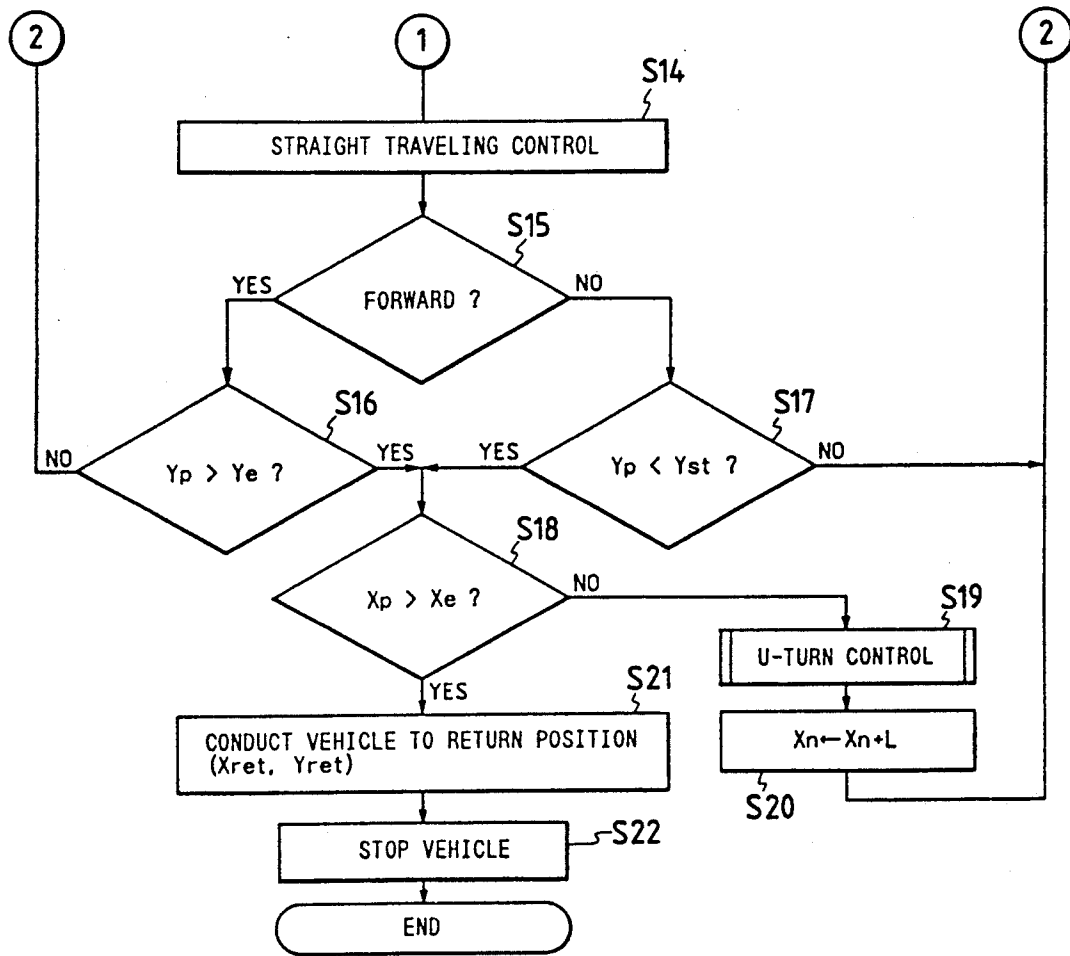 2
1
2
S14
STRAIGHT TRAVELING CONTROL
S15
YES
FORWARD ?
NO
S16
S17
NO
Yp > Ye ?
YES
YES
Yp < Yst ?
NO
S18
Xp > Xe ?
NO
S19
U-TURN CONTROL
YES
S21
CONDUCT VEHICLE TO RETURN POSITION
(Xret, Yret)
Xn←Xn+L
S20
STOP VEHICLE
S22
END